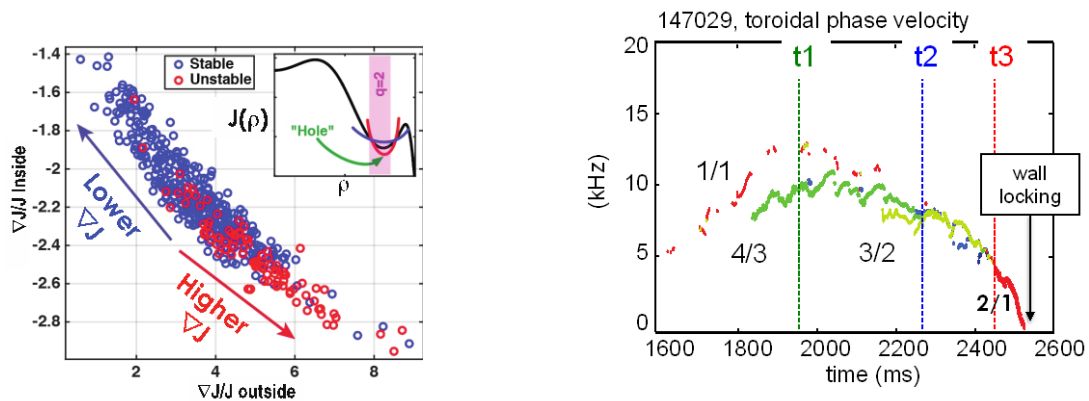 -1.4
-1.6
-1.8
-2
-2.2
-2.4
-2.6
-2.8
∇J/J Inside
2
4
6
8
∇J/J outside
Stable
Unstable
Lower
∇J
Higher
∇J
J(ρ)
"Hole"
q=2
ρ
147029, toroidal phase velocity
20
15
10
5
0
(kHz)
t1
t2
t3
1/1
4/3
3/2
2/1
wall
locking
1600
1800
2000
2200
2400
2600
time (ms)